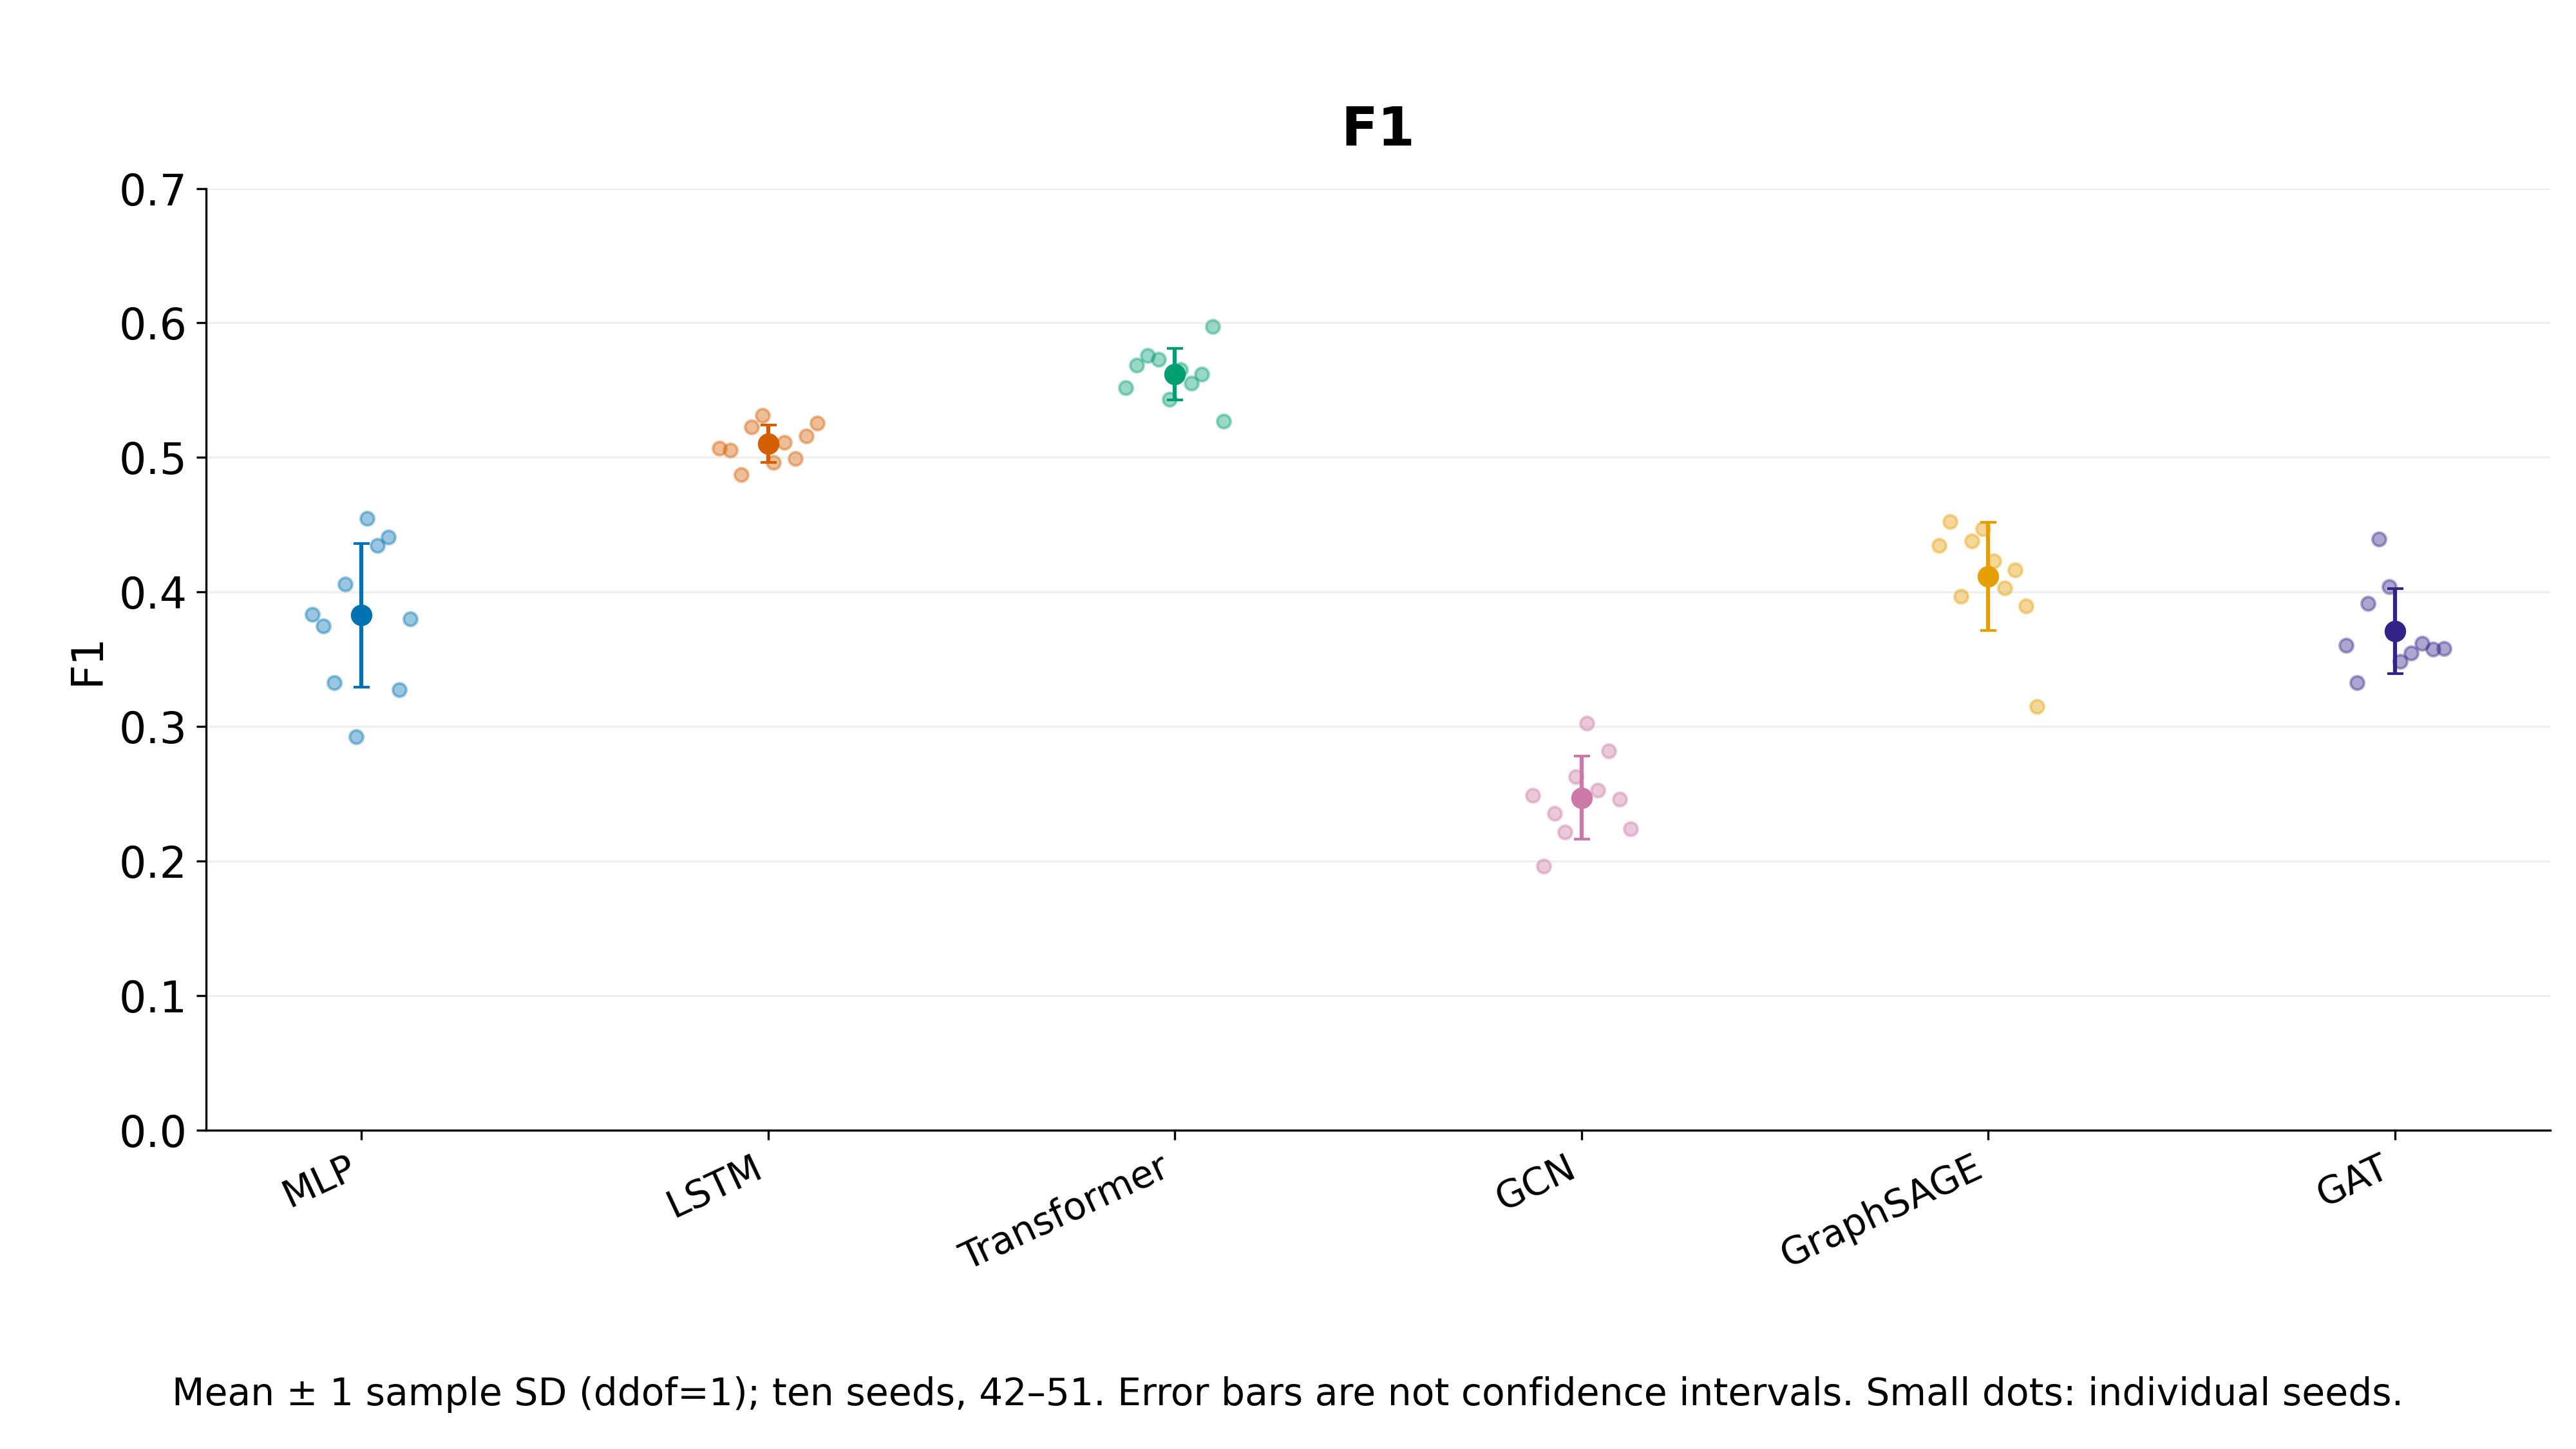 F1
0.7
0.6
0.5
0.4
0.3
0.2
0.1
0.0
F1
MLP
LSTM
Transformer
GCN
GraphSAGE
GAT
Mean ± 1 sample SD (ddof=1); ten seeds, 42–51. Error bars are not confidence intervals. Small dots: individual seeds.